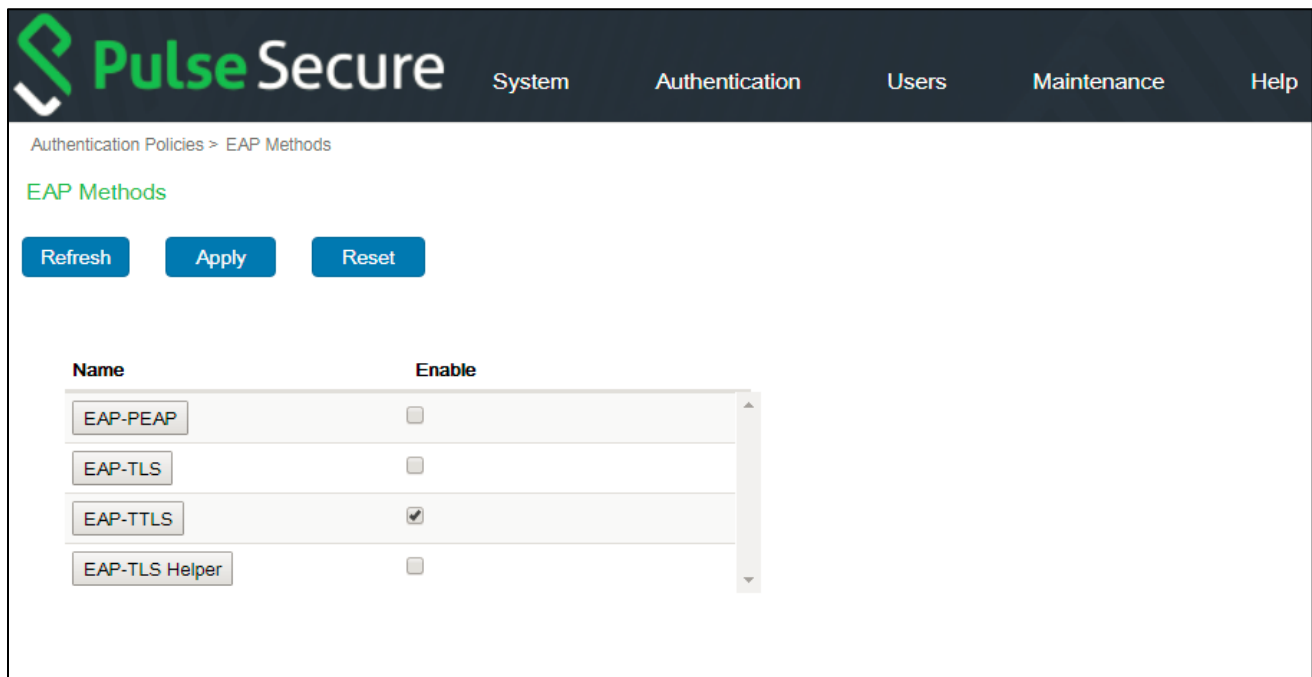 Pulse Secure System Authentication Users Maintenance Help
Authentication Policies > EAP Methods
EAP Methods
Refresh Apply Reset
Name Enable
EAP-PEAP
EAP-TLS
EAP-TTLS
EAP-TLS Helper